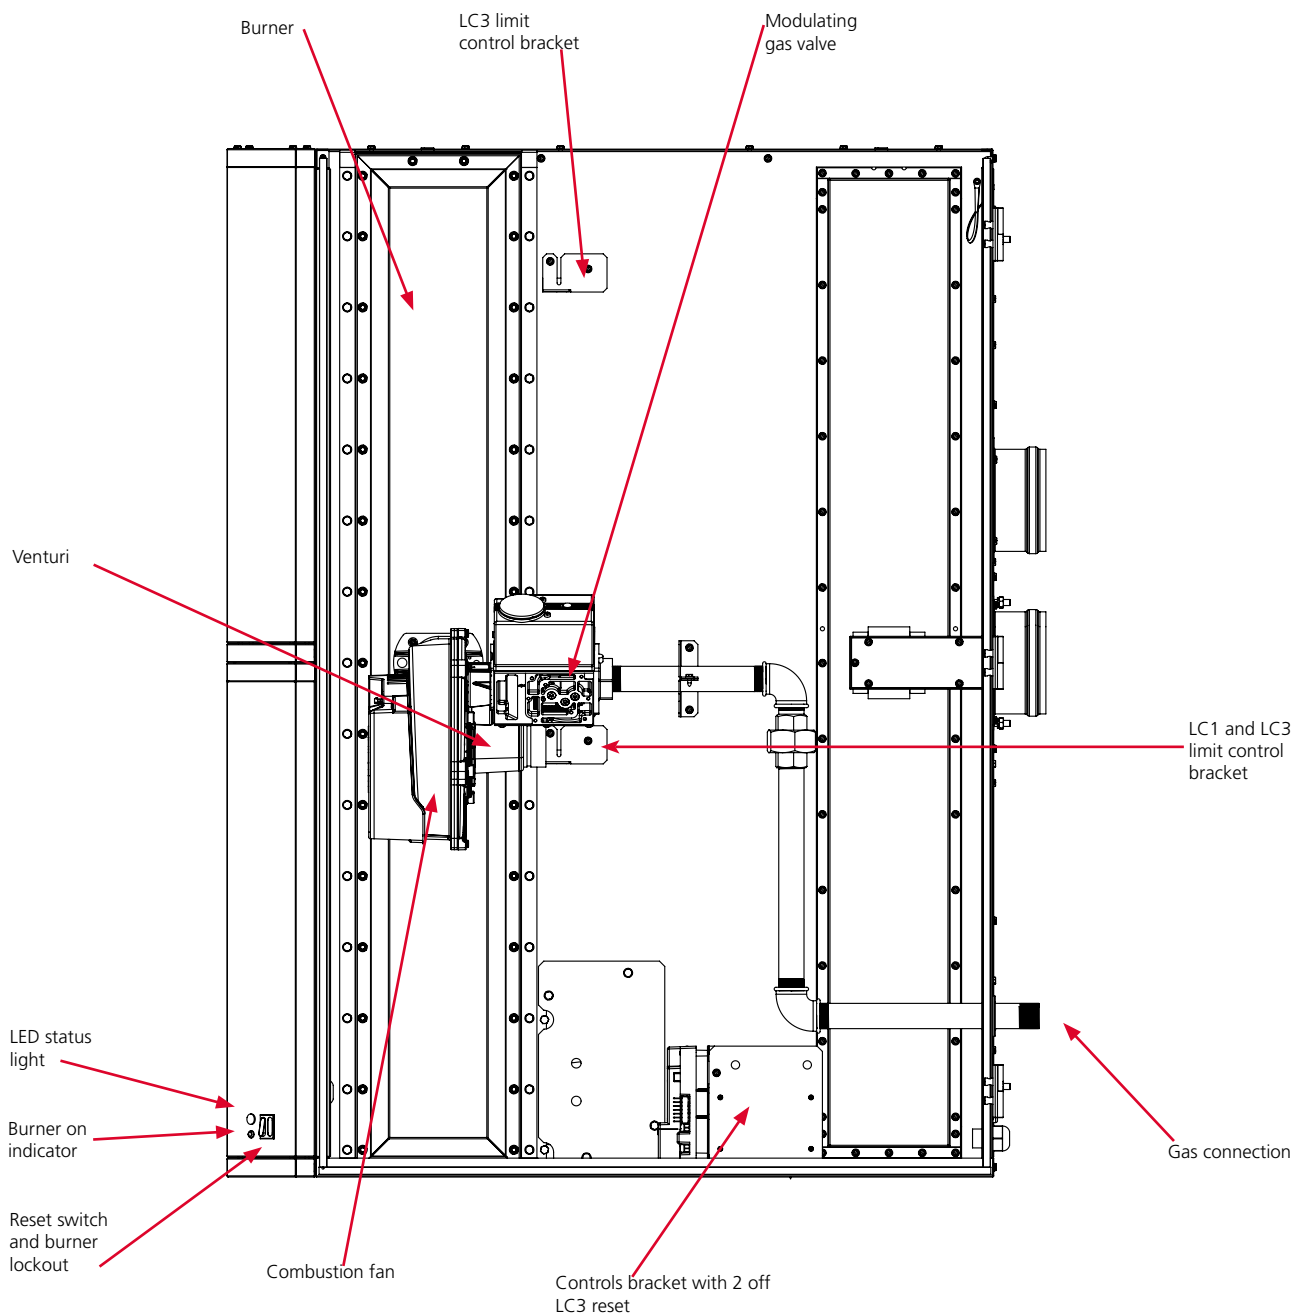 Burner
LC3 limit
control bracket
Modulating
gas valve
Venturi
LC1 and LC3
limit control
bracket
LED status
light
Burner on
indicator
Gas connection
Reset switch
and burner
lockout
Combustion fan
Controls bracket with 2 off
LC3 reset